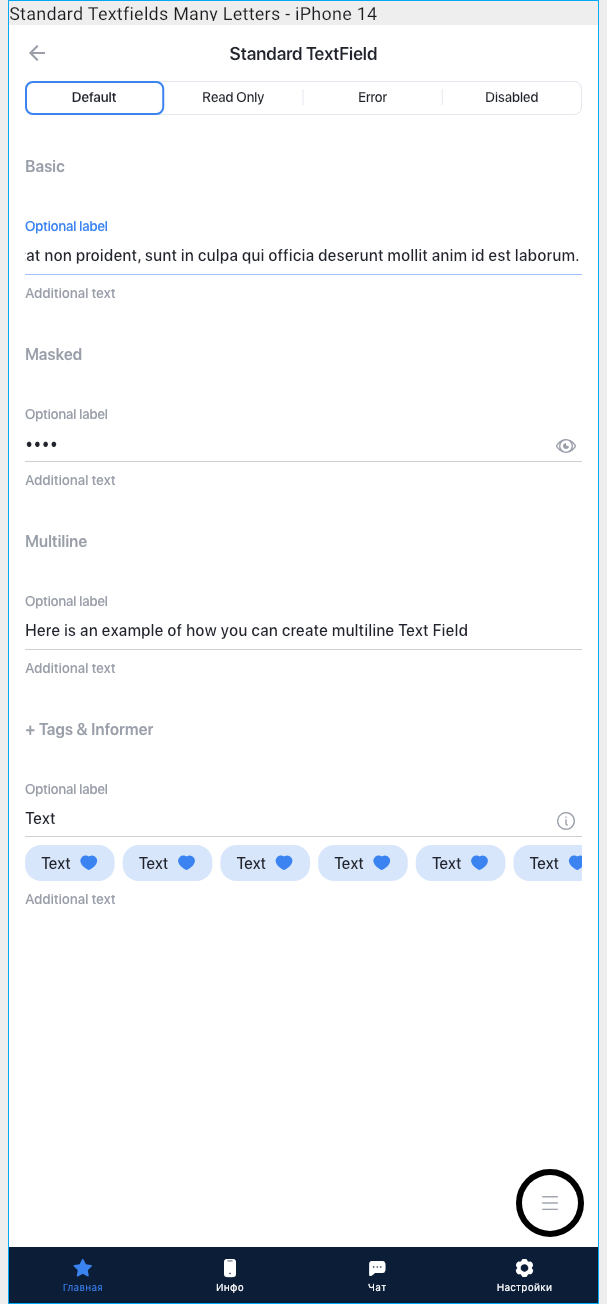 Standard Textfields Many Letters - iPhone 14
Standard TextField
Default Read Only Error Disabled
Basic
Optional label
at non proident, sunt in culpa qui officia deserunt mollit anim id est laborum.
Additional text
Masked
Optional label
••••
Additional text
Multiline
Optional label
Here is an example of how you can create multiline Text Field
Additional text
+ Tags & Informer
Optional label
Text
Text Text Text Text Text Text
Additional text
Главная Инфо Чат Настройки